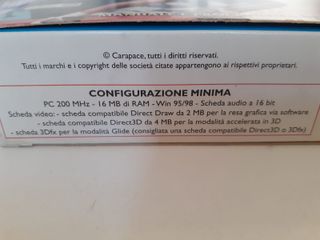 © Carapace, tutti i diritti riservati.
Tutti i marchi e i copyright delle società citate appartengono ai rispettivi proprietari.
CONFIGURAZIONE MINIMA
PC 200 MHz - 16 MB di RAM - Win 95/98 - Scheda audio a 16 bit
Scheda video: - scheda compatibile Direct Draw da 2 MB per la resa grafica via software
- scheda compatibile Direct3D da 4 MB per la modalità accelerata in 3D
- scheda 3Dfx per la modalità Glide (consigliata una scheda compatibile Direct3D o 3Dfx)